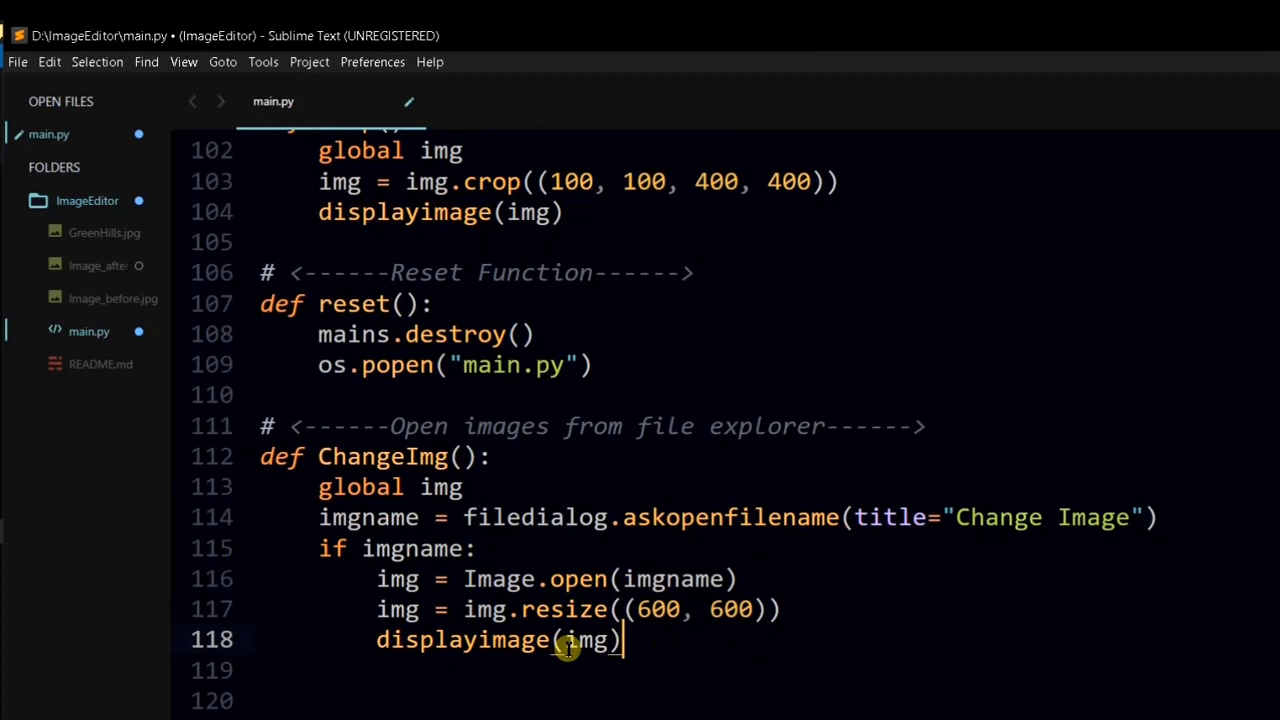 D:\ImageEditor\main.py • (ImageEditor) - Sublime Text (UNREGISTERED)
File Edit Selection Find View Goto Tools Project Preferences Help
OPEN FILES
main.py
FOLDERS
ImageEditor
GreenHills.jpg
Image_after
Image_before.jpg
main.py
README.md
main.py
102 global img
103 img = img.crop((100, 100, 400, 400))
104 displayimage(img)
105
106 # <------Reset Function------>
107 def reset():
108 mains.destroy()
109 os.popen("main.py")
110
111 # <------Open images from file explorer------>
112 def ChangeImg():
113 global img
114 imgname = filedialog.askopenfilename(title="Change Image")
115 if imgname:
116 img = Image.open(imgname)
117 img = img.resize((600, 600))
118 displayimage(img)
119
120